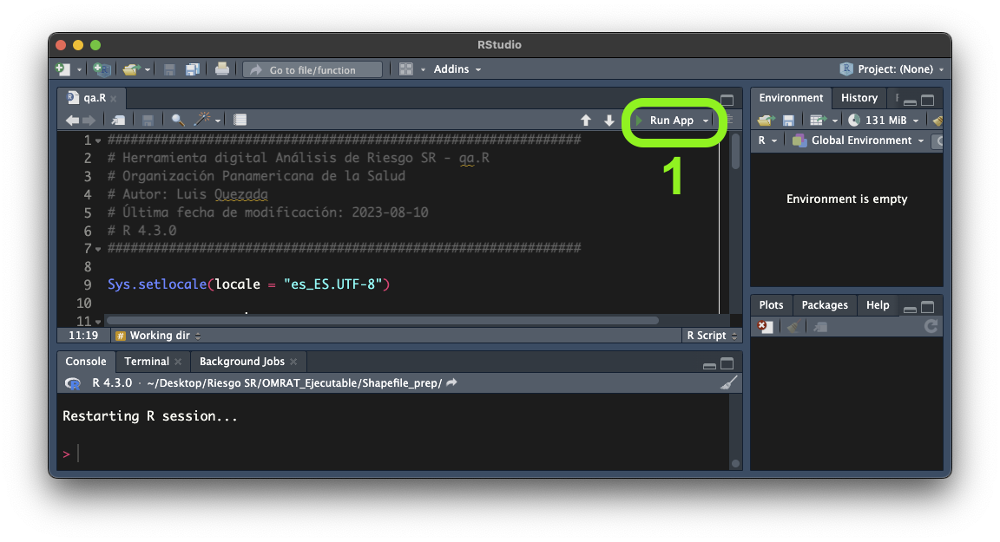 RStudio
Go to file/function
Addins
Project: (None)
qa.R
Run App
1
1 ##############################################################
2 # Herramienta digital Análisis de Riesgo SR - qa.R
3 # Organización Panamericana de la Salud
4 # Autor: Luis Quezada
5 # Última fecha de modificación: 2023-08-10
6 # R 4.3.0
7 ##############################################################
8
9 Sys.setlocale(locale = "es_ES.UTF-8")
10
11
11:19 # Working dir
R Script
Console Terminal Background Jobs
R 4.3.0 · ~/Desktop/Riesgo SR/OMRAT_Ejecutable/Shapefile_prep/
Restarting R session...
>
Environment History
131 MiB
R Global Environment
Environment is empty
Plots Packages Help